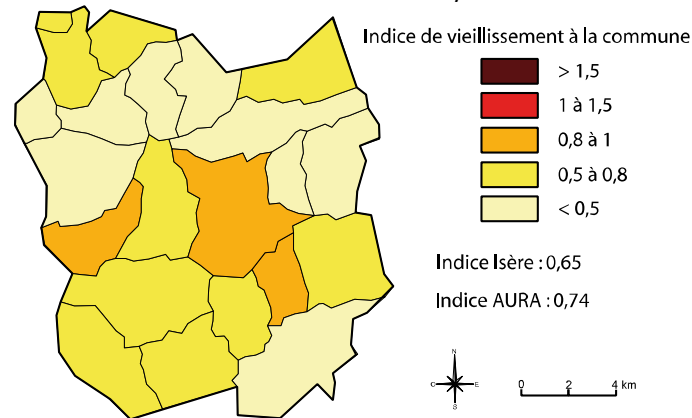 Indice de vieillissement à la commune
> 1,5
1 à 1,5
0,8 à 1
0,5 à 0,8
< 0,5
Indice Isère : 0,65
Indice AURA : 0,74
N
O E
S
0 2 4 km